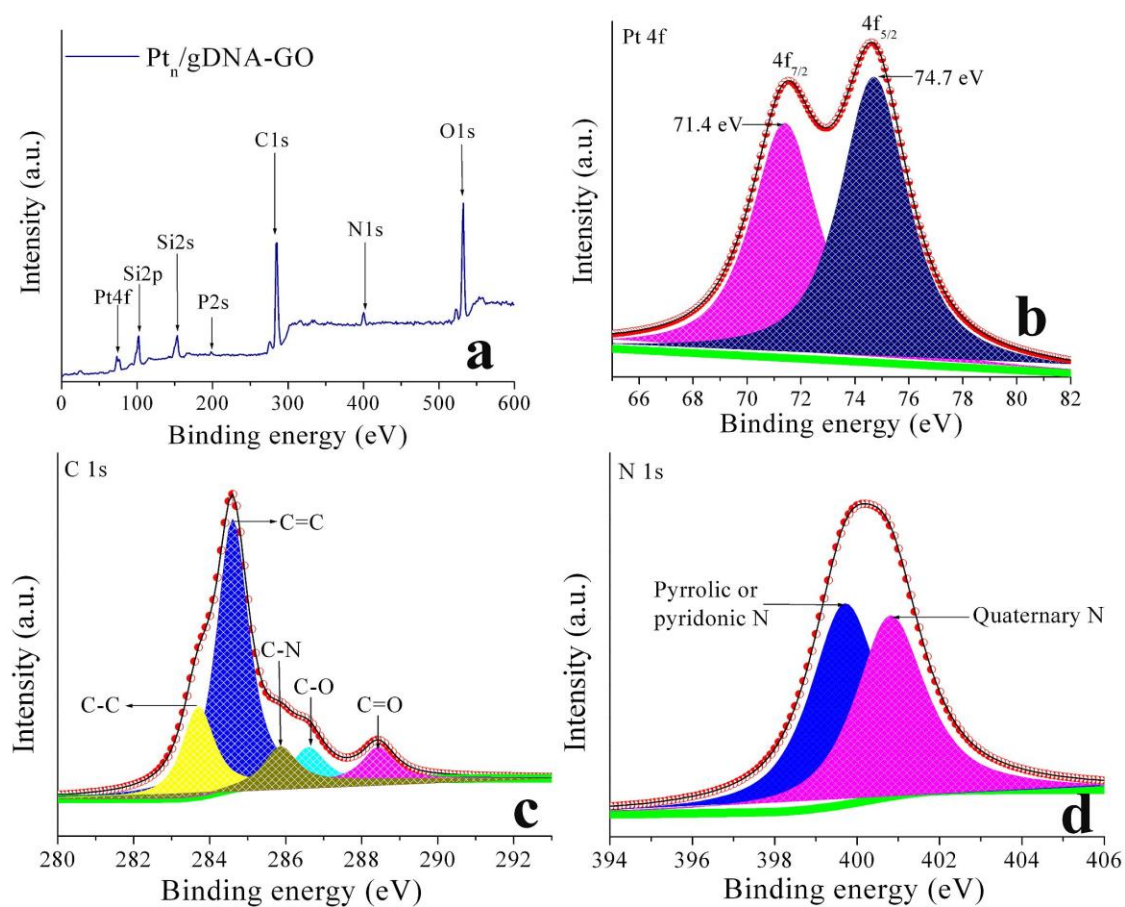 Ptn/gDNA-GO
O1s
C1s
N1s
Si2s
Si2p
P2s
Pt4f
Intensity (a.u.)
a
0 100 200 300 400 500 600
Binding energy (eV)
Pt 4f
4f5/2
4f7/2
74.7 eV
71.4 eV
Intensity (a.u.)
b
66 68 70 72 74 76 78 80 82
Binding energy (eV)
C 1s
C=C
C-N
C-O
C-C
C=O
Intensity (a.u.)
c
280 282 284 286 288 290 292
Binding energy (eV)
N 1s
Pyrrolic or
pyridonic N
Quaternary N
Intensity (a.u.)
d
394 396 398 400 402 404 406
Binding energy (eV)